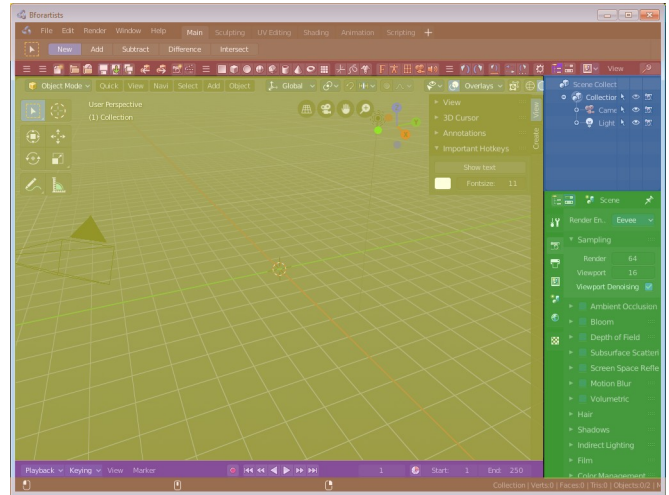 Bforartists
File Edit Render Window Help Main Sculpting UV Editing Shading Animation Scripting +
New Add Subtract Difference Intersect
View
Object Mode Quick View Navi Select Add Object Global Overlays
User Perspective
(1) Collection
View
3D Cursor
Annotations
Important Hotkeys
Show text
Fontsize: 11
View
Create
Scene Collect
Collection
Came
Light
Scene
Render En..
Eevee
Sampling
Render 64
Viewport 16
Viewport Denoising
Ambient Occlusion
Bloom
Depth of Field
Subsurface Scatteri
Screen Space Refle
Motion Blur
Volumetric
Hair
Shadows
Indirect Lighting
Film
Color Management
Playback Keying View Marker 1 Start: 1 End: 250
Collection | Verts:0 | Faces:0 | Tris:0 | Objects:0/2 | M